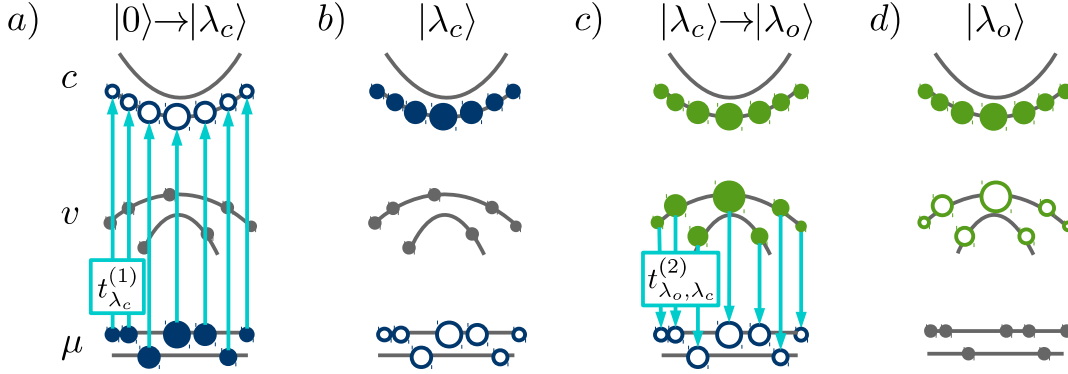 a) |0⟩→|λ_c⟩ b) |λ_c⟩ c) |λ_c⟩→|λ_o⟩ d) |λ_o⟩
c
v
t^{(1)}_{λ_c} t^{(2)}_{λ_o,λ_c}
μ